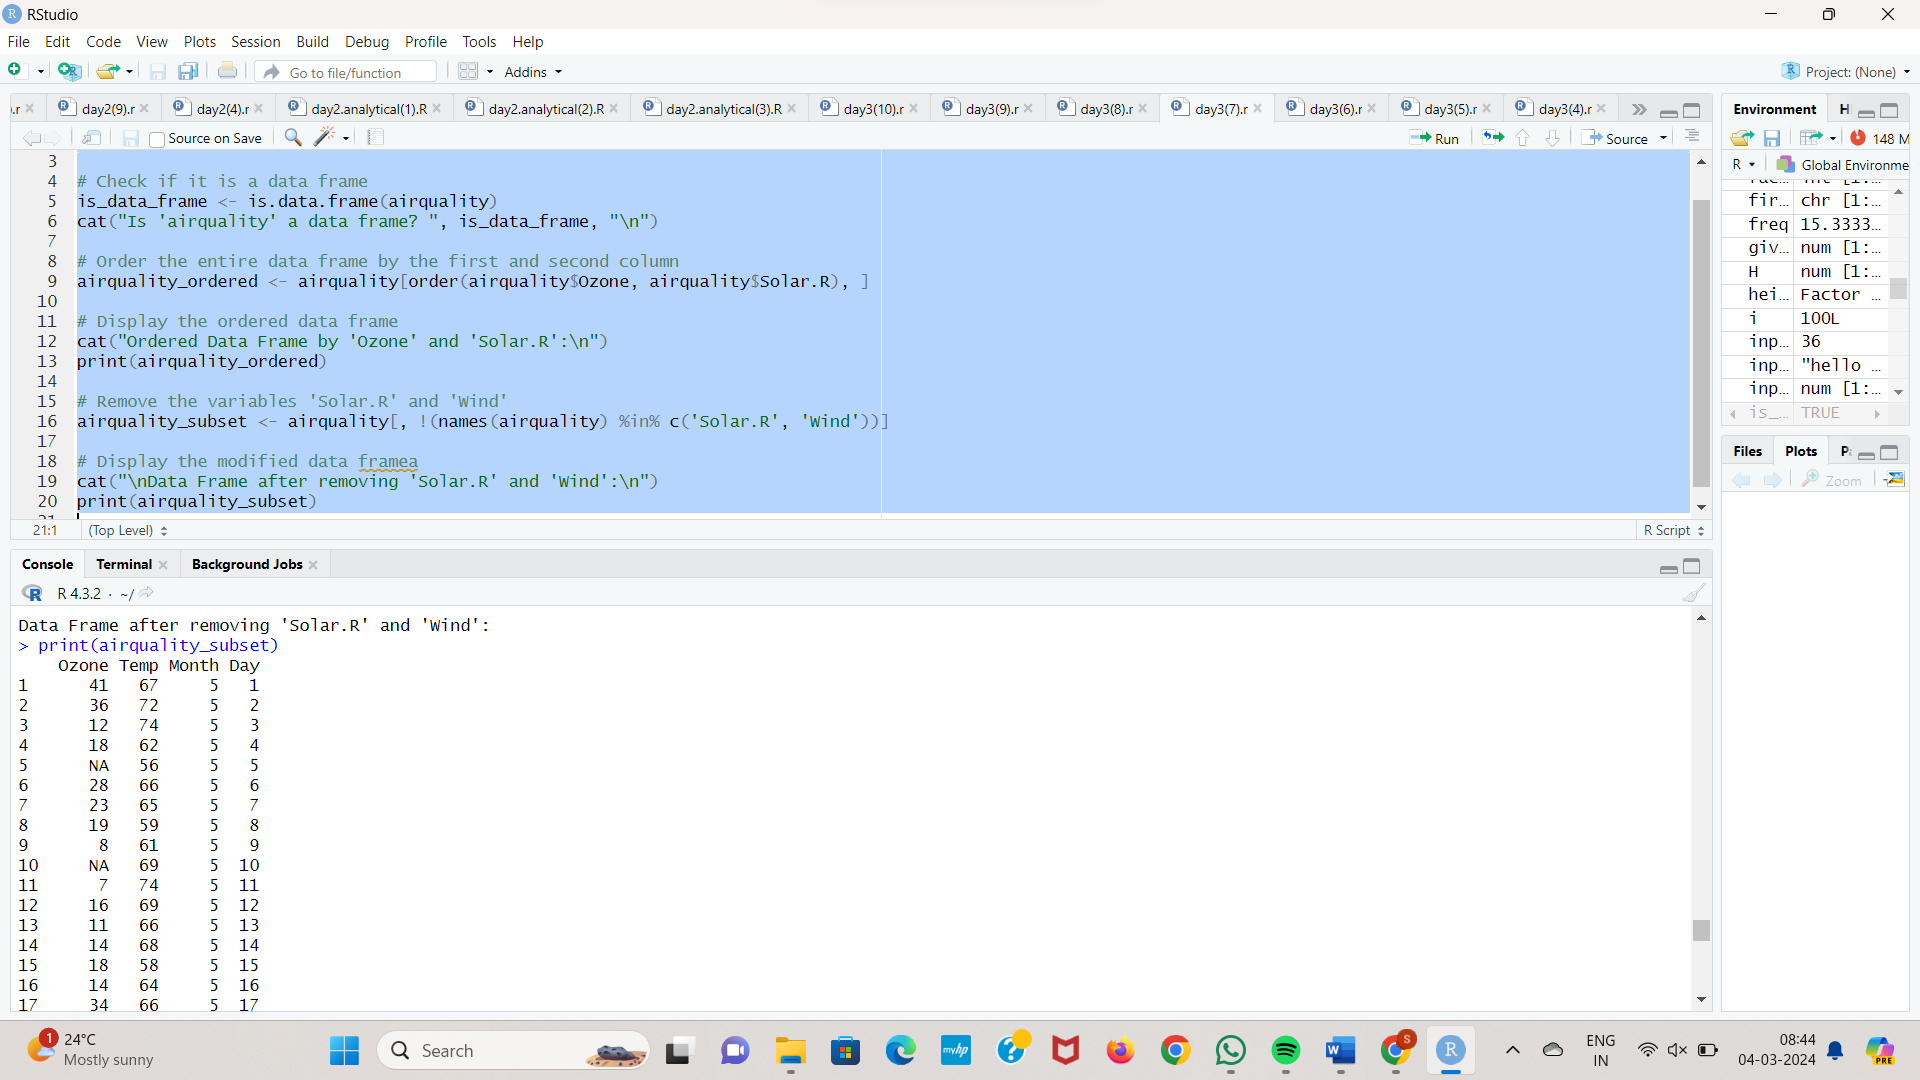 RStudio
File Edit Code View Plots Session Build Debug Profile Tools Help
Go to file/function Addins Project: (None)
.r day2(9).r day2(4).r day2.analytical(1).R day2.analytical(2).R day2.analytical(3).R day3(10).r day3(9).r day3(8).r day3(7).r day3(6).r day3(5).r day3(4).r
Source on Save Run Source
3
4 # Check if it is a data frame
5 is_data_frame <- is.data.frame(airquality)
6 cat("Is 'airquality' a data frame? ", is_data_frame, "\n")
7
8 # Order the entire data frame by the first and second column
9 airquality_ordered <- airquality[order(airquality$Ozone, airquality$Solar.R), ]
10
11 # Display the ordered data frame
12 cat("Ordered Data Frame by 'Ozone' and 'Solar.R':\n")
13 print(airquality_ordered)
14
15 # Remove the variables 'Solar.R' and 'Wind'
16 airquality_subset <- airquality[, !(names(airquality) %in% c('Solar.R', 'Wind'))]
17
18 # Display the modified data framea
19 cat("\nData Frame after removing 'Solar.R' and 'Wind':\n")
20 print(airquality_subset)
21:1 (Top Level) R Script
Console Terminal Background Jobs
R 4.3.2 · ~/
Data Frame after removing 'Solar.R' and 'Wind':
> print(airquality_subset)
Ozone Temp Month Day
1 41 67 5 1
2 36 72 5 2
3 12 74 5 3
4 18 62 5 4
5 NA 56 5 5
6 28 66 5 6
7 23 65 5 7
8 19 59 5 8
9 8 61 5 9
10 NA 69 5 10
11 7 74 5 11
12 16 69 5 12
13 11 66 5 13
14 14 68 5 14
15 18 58 5 15
16 14 64 5 16
17 34 66 5 17
Environment H
148 M
R Global Environme
fir... chr [1:...
freq 15.3333...
giv... num [1:...
H num [1:...
hei... Factor ...
i 100L
inp... 36
inp... "hello ...
inp... num [1:...
is_... TRUE
Files Plots P
Zoom
1 24°C
Mostly sunny
Search
myhp
S
R
ENG
IN
08:44
04-03-2024
PRE